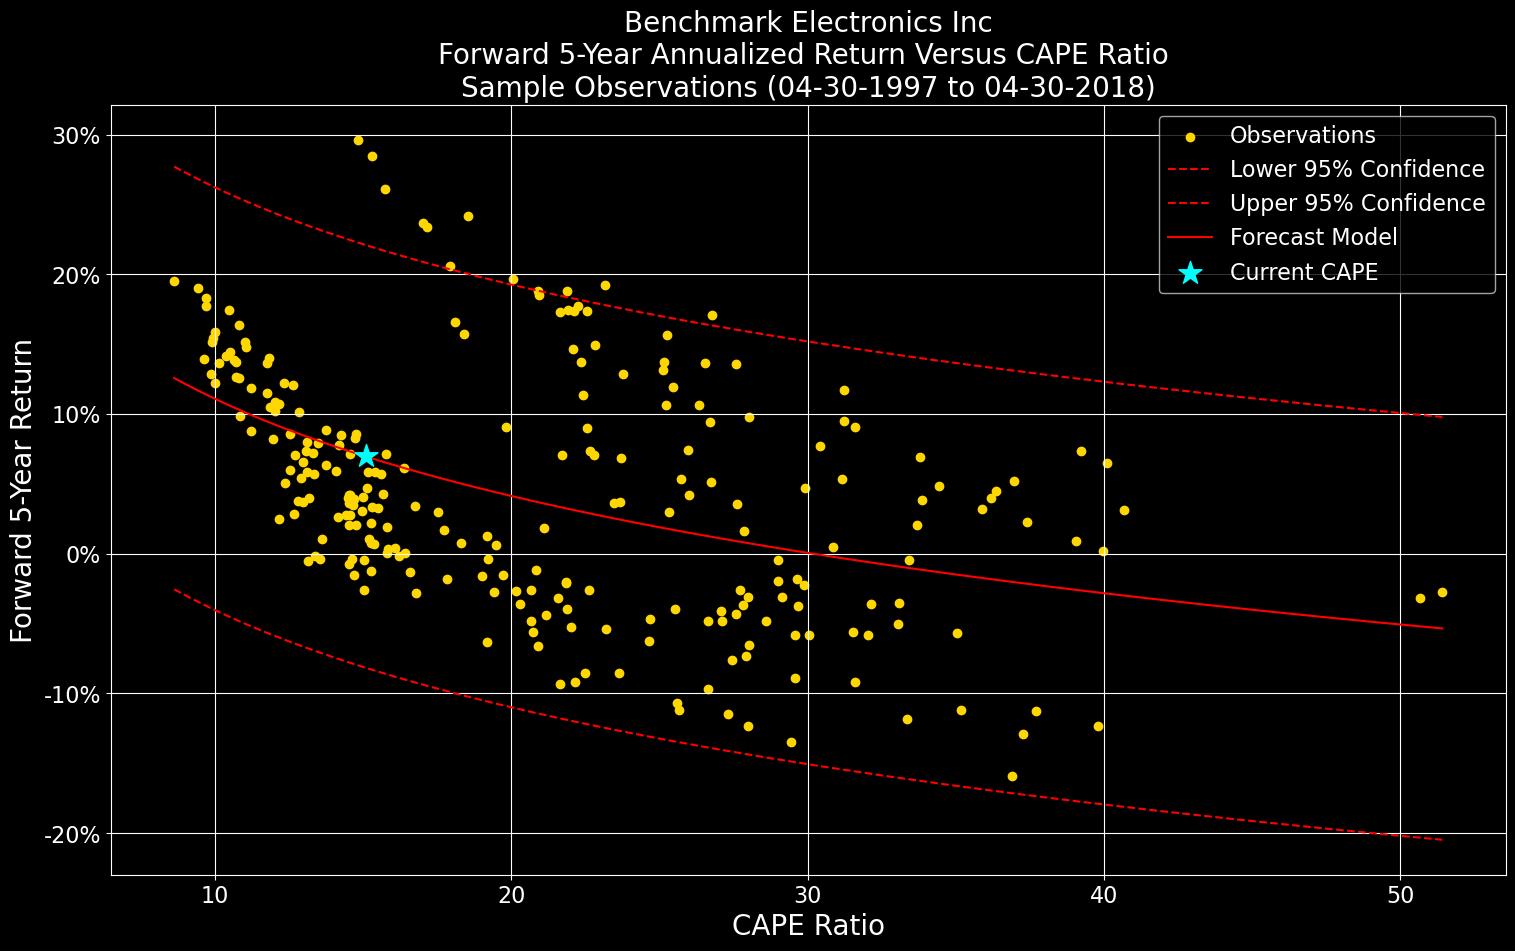 Benchmark Electronics Inc
Forward 5-Year Annualized Return Versus CAPE Ratio
Sample Observations (04-30-1997 to 04-30-2018)
Observations
Lower 95% Confidence
Upper 95% Confidence
Forecast Model
Current CAPE
Forward 5-Year Return
30%
20%
10%
0%
-10%
-20%
10 20 30 40 50
CAPE Ratio